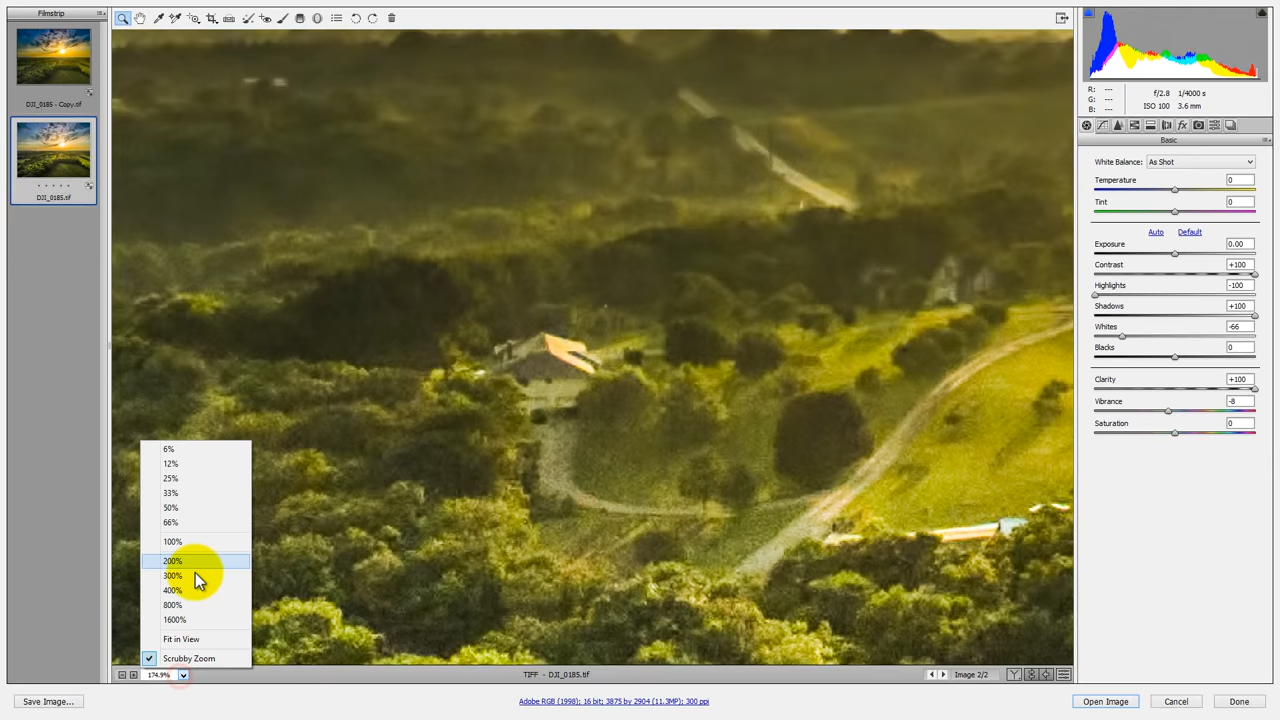 Filmstrip
DJI_0185 - Copy.tif
DJI_0185.tif
6%
12%
25%
33%
50%
66%
100%
200%
300%
400%
800%
1600%
Fit in View
Scrubby Zoom
174.9%
TIFF - DJI_0185.tif
Image 2/2
Save Image...
Adobe RGB (1998); 16 bit; 3875 by 2904 (11.3MP); 300 ppi
Open Image
Cancel
Done
R: ---
G: ---
B: ---
f/2.8 1/4000 s
ISO 100 3.6 mm
fx
Basic
White Balance: As Shot
Temperature 0
Tint 0
Auto Default
Exposure 0.00
Contrast +100
Highlights -100
Shadows +100
Whites -66
Blacks 0
Clarity +100
Vibrance -8
Saturation 0